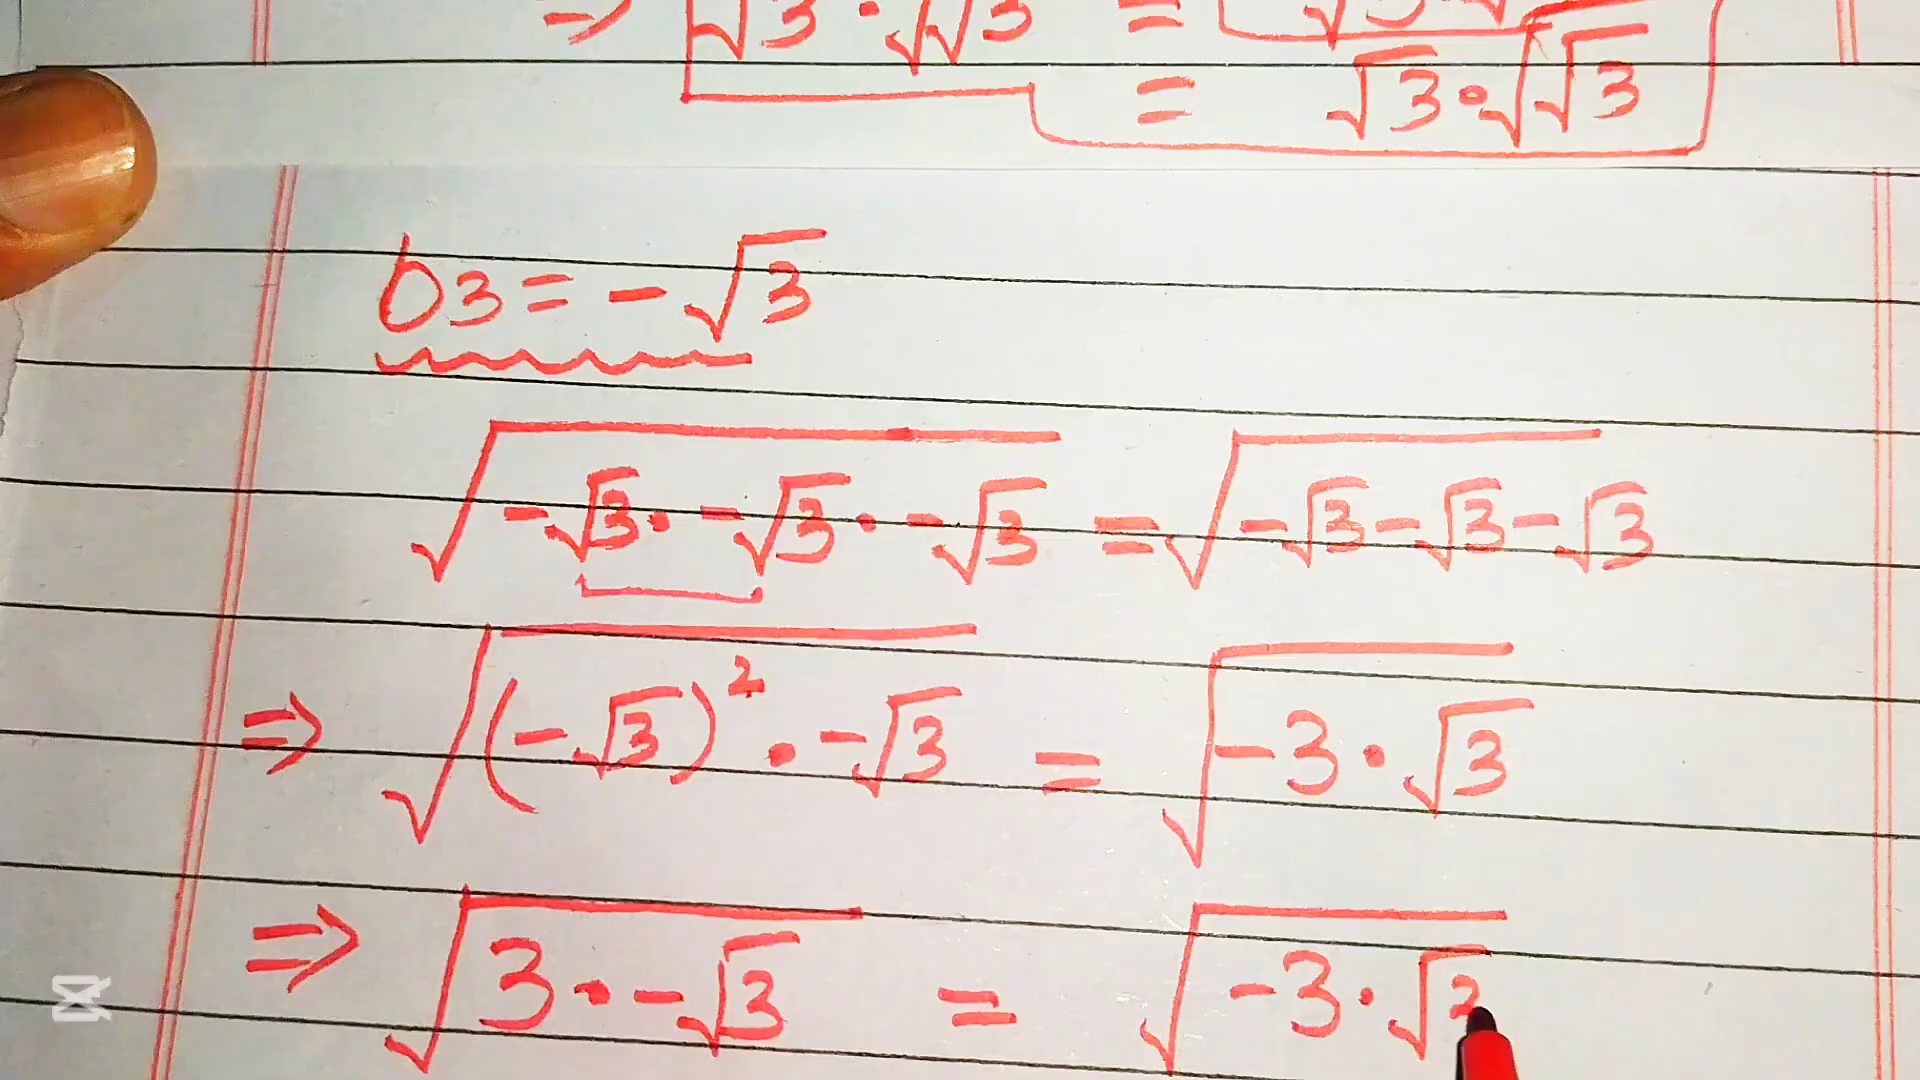 ⇒ √3·√√3 =
= √3·√√3
b3 = -√3
√(-√3·-√3·-√3) = √(-√3-√3-√3)
⇒ √((-√3)²·-√3) = √(-3·√3)
⇒ √(3·-√3) = √(-3·√